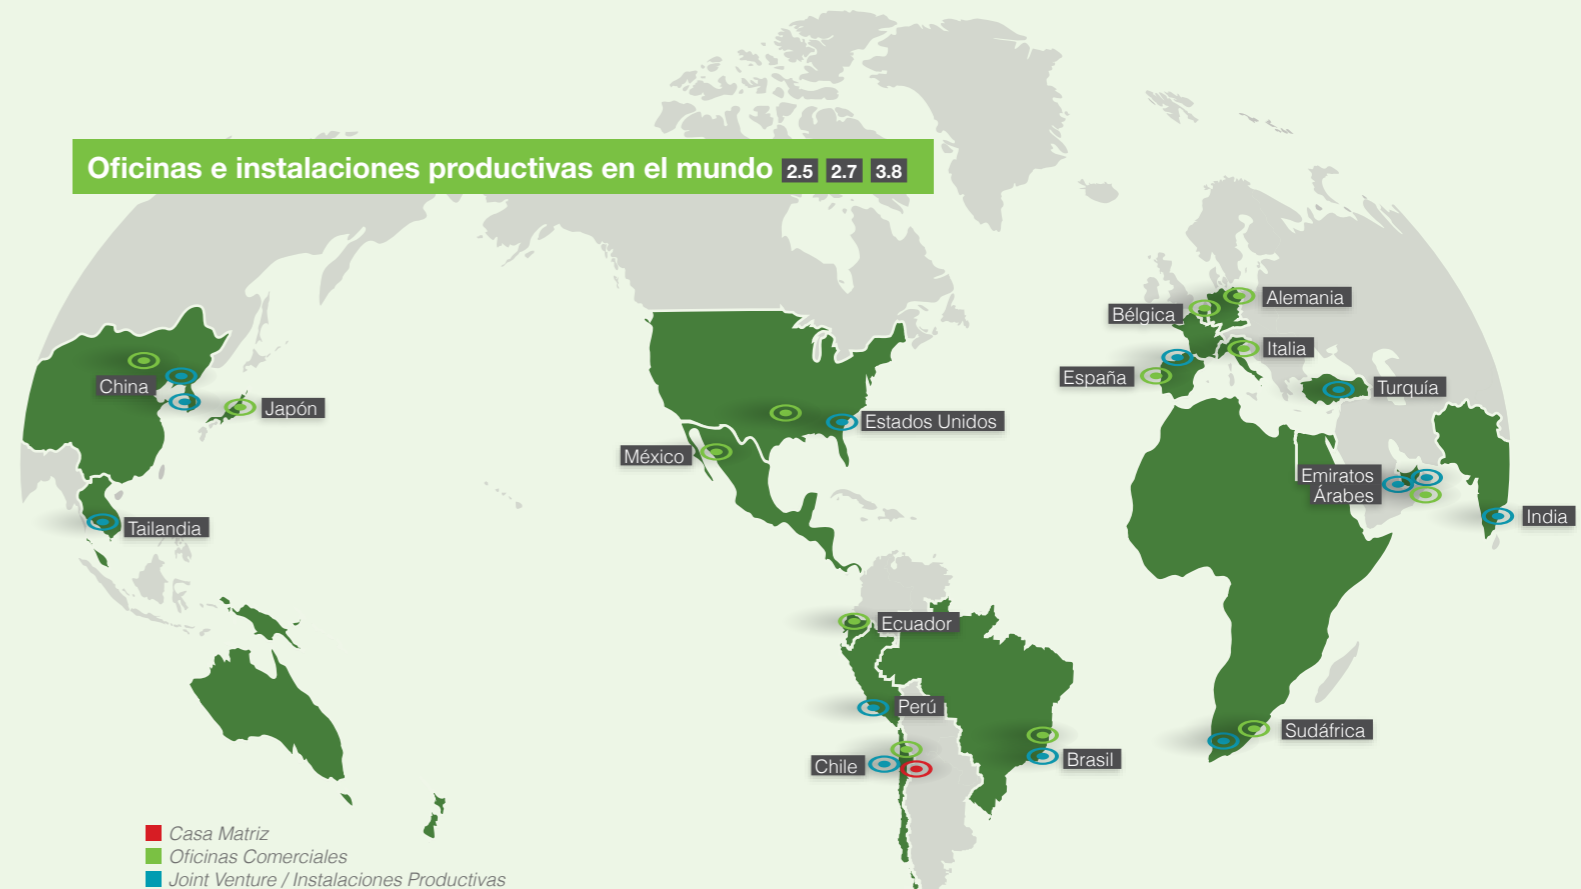 Oficinas e instalaciones productivas en el mundo 2.5 2.7 3.8
Alemania
Bélgica
Italia
España
Turquía
China
Japón
Estados Unidos
México
Emiratos
Árabes
India
Tailandia
Ecuador
Perú
Sudáfrica
Chile
Brasil
Casa Matriz
Oficinas Comerciales
Joint Venture / Instalaciones Productivas